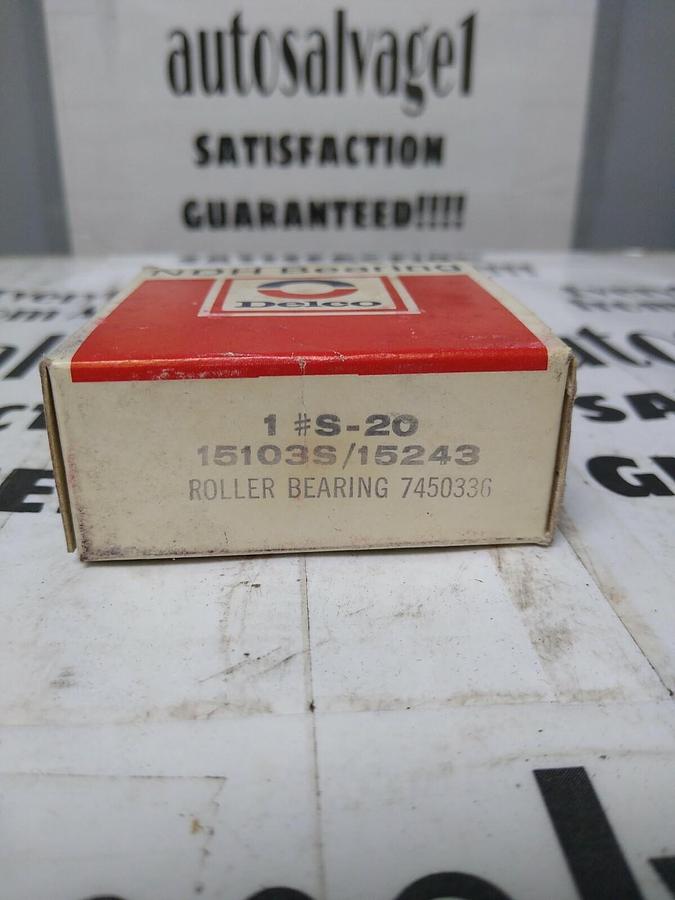 autosalvage1
SATISFACTION
GUARANTEED!!!!
NDH Bearing
Delco
1 #S-20
15103S/15243
ROLLER BEARING 7450336